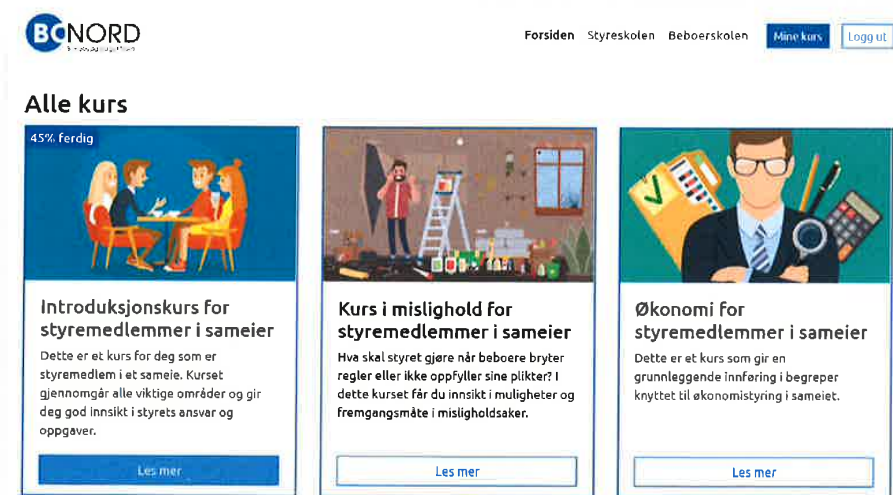 BONORD
Forsiden Styreskolen Beboerskolen Mine kurs Logg ut
Alle kurs
45% ferdig
Introduksjonskurs for
styremedlemmer i sameier
Dette er et kurs for deg som er
styremedlem i et sameie. Kurset
gjennomgår alle viktige områder og gir
deg god innsikt i styrets ansvar og
oppgaver.
Les mer
Kurs i mislighold for
styremedlemmer i sameier
Hva skal styret gjøre når beboere bryter
regler eller ikke oppfyller sine plikter? I
dette kurset får du innsikt i muligheter og
fremgangsmåte i misligholdsaker.
Les mer
Økonomi for
styremedlemmer i sameier
Dette er et kurs som gir en
grunnleggende innføring i begreper
knyttet til økonomistyring i sameiet.
Les mer